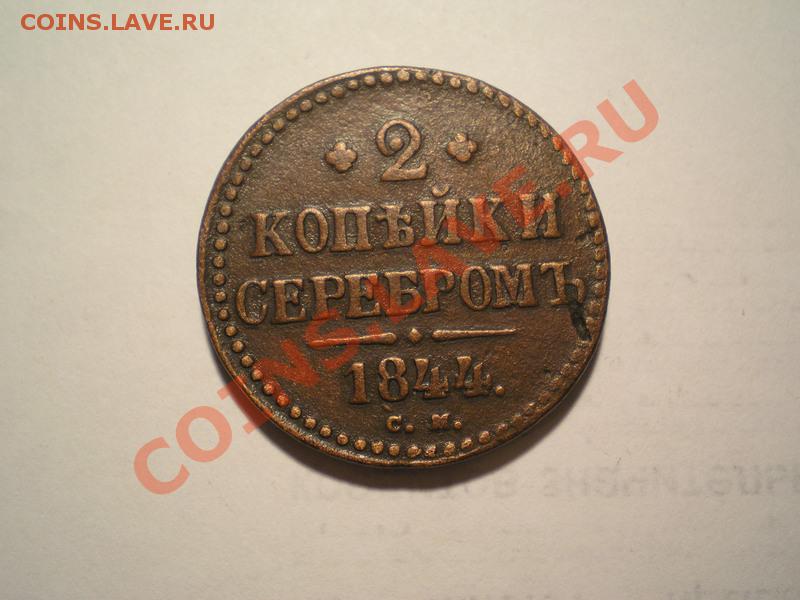 COINS.LAVE.RU
2
КОПѢЙКИ
СЕРЕБРОМЪ
1844.
С. М.
COINS.LAVE.RU